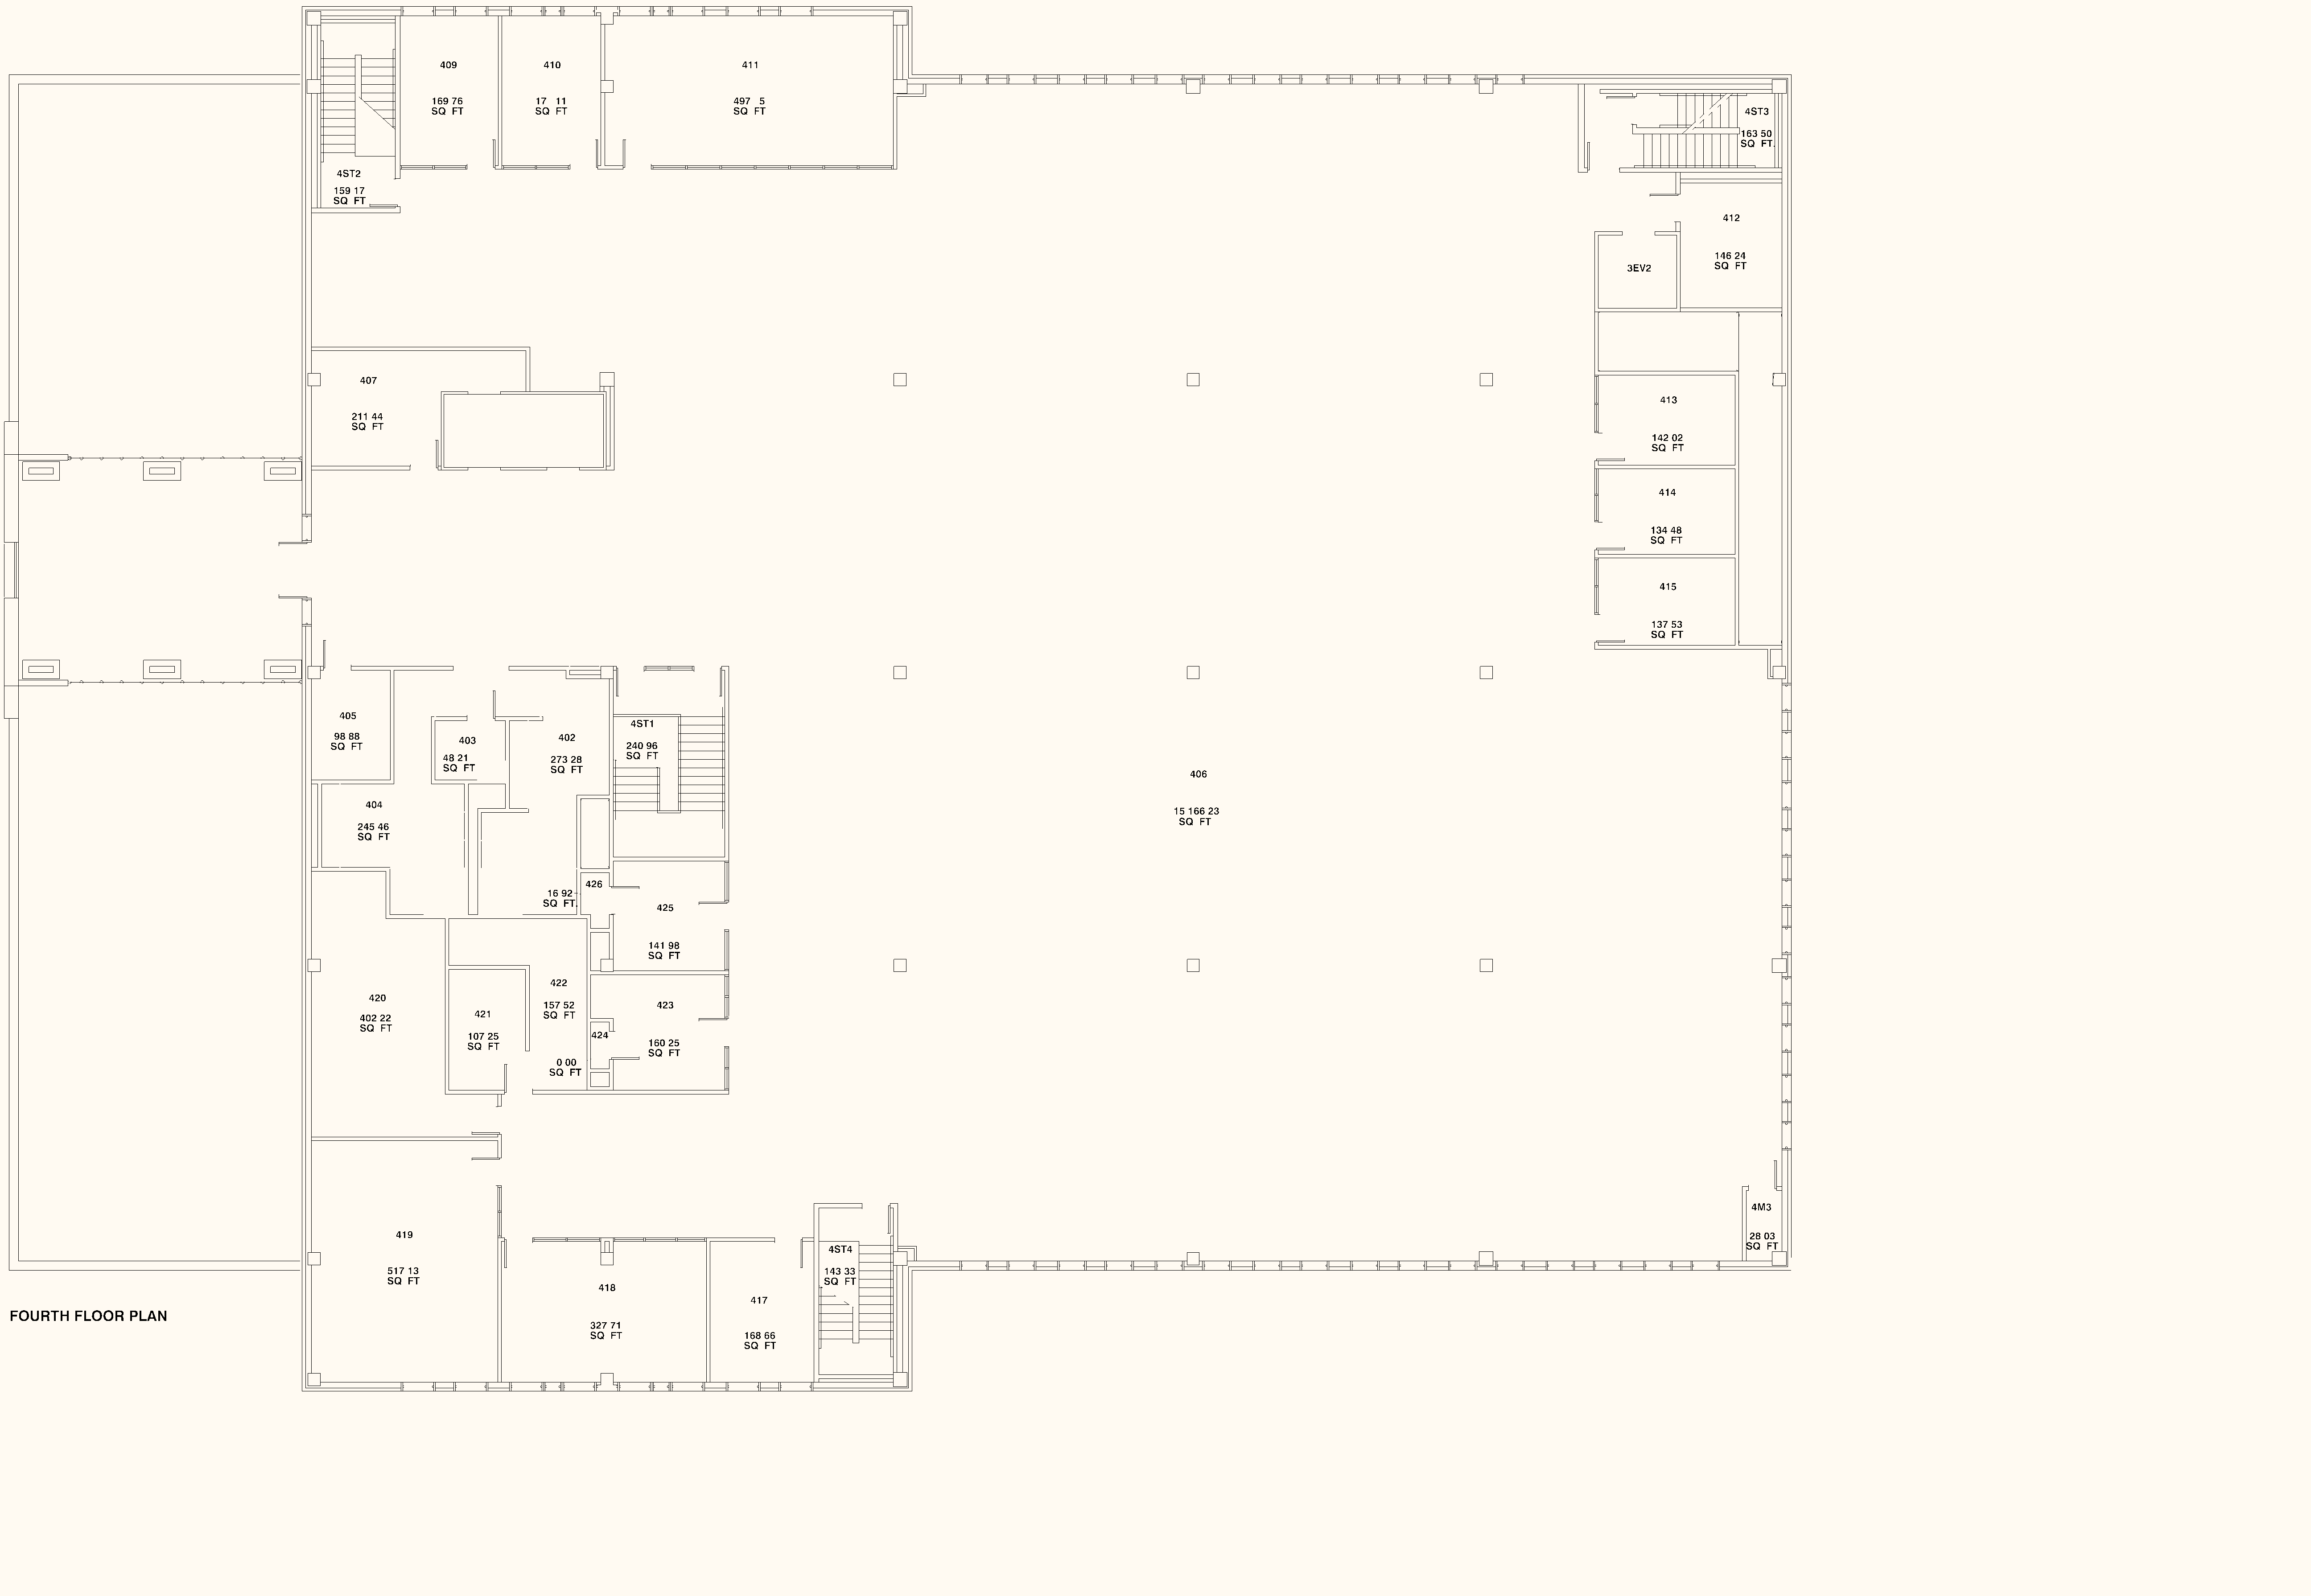 409
169 76
SQ FT
410
17 11
SQ FT
411
497 5
SQ FT
4ST3
163 50
SQ FT
4ST2
159 17
SQ FT
412
146 24
SQ FT
3EV2
407
211 44
SQ FT
413
142 02
SQ FT
414
134 48
SQ FT
415
137 53
SQ FT
405
98 88
SQ FT
403
48 21
SQ FT
402
273 28
SQ FT
4ST1
240 96
SQ FT
406
15 166 23
SQ FT
404
245 46
SQ FT
426
16 92
SQ FT
425
141 98
SQ FT
420
402 22
SQ FT
421
107 25
SQ FT
422
157 52
SQ FT
423
160 25
SQ FT
424
0 00
SQ FT
4M3
28 03
SQ FT
419
517 13
SQ FT
4ST4
143 33
SQ FT
418
327 71
SQ FT
417
168 66
SQ FT
FOURTH FLOOR PLAN